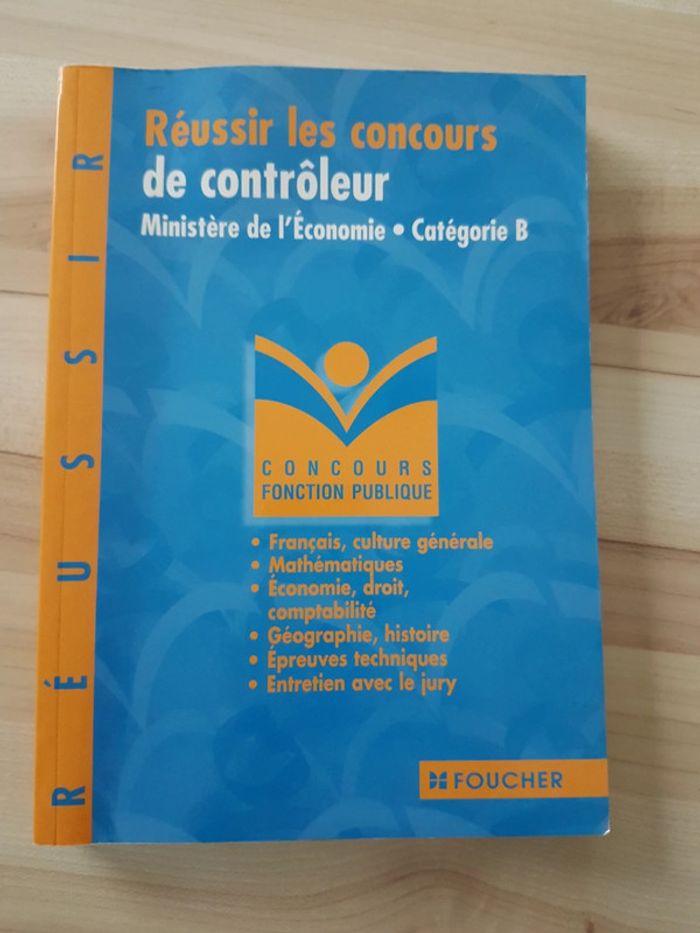 Réussir les concours
de contrôleur
Ministère de l'Économie • Catégorie B
RÉUSSIR
CONCOURS
FONCTION PUBLIQUE
• Français, culture générale
• Mathématiques
• Économie, droit,
comptabilité
• Géographie, histoire
• Épreuves techniques
• Entretien avec le jury
FOUCHER